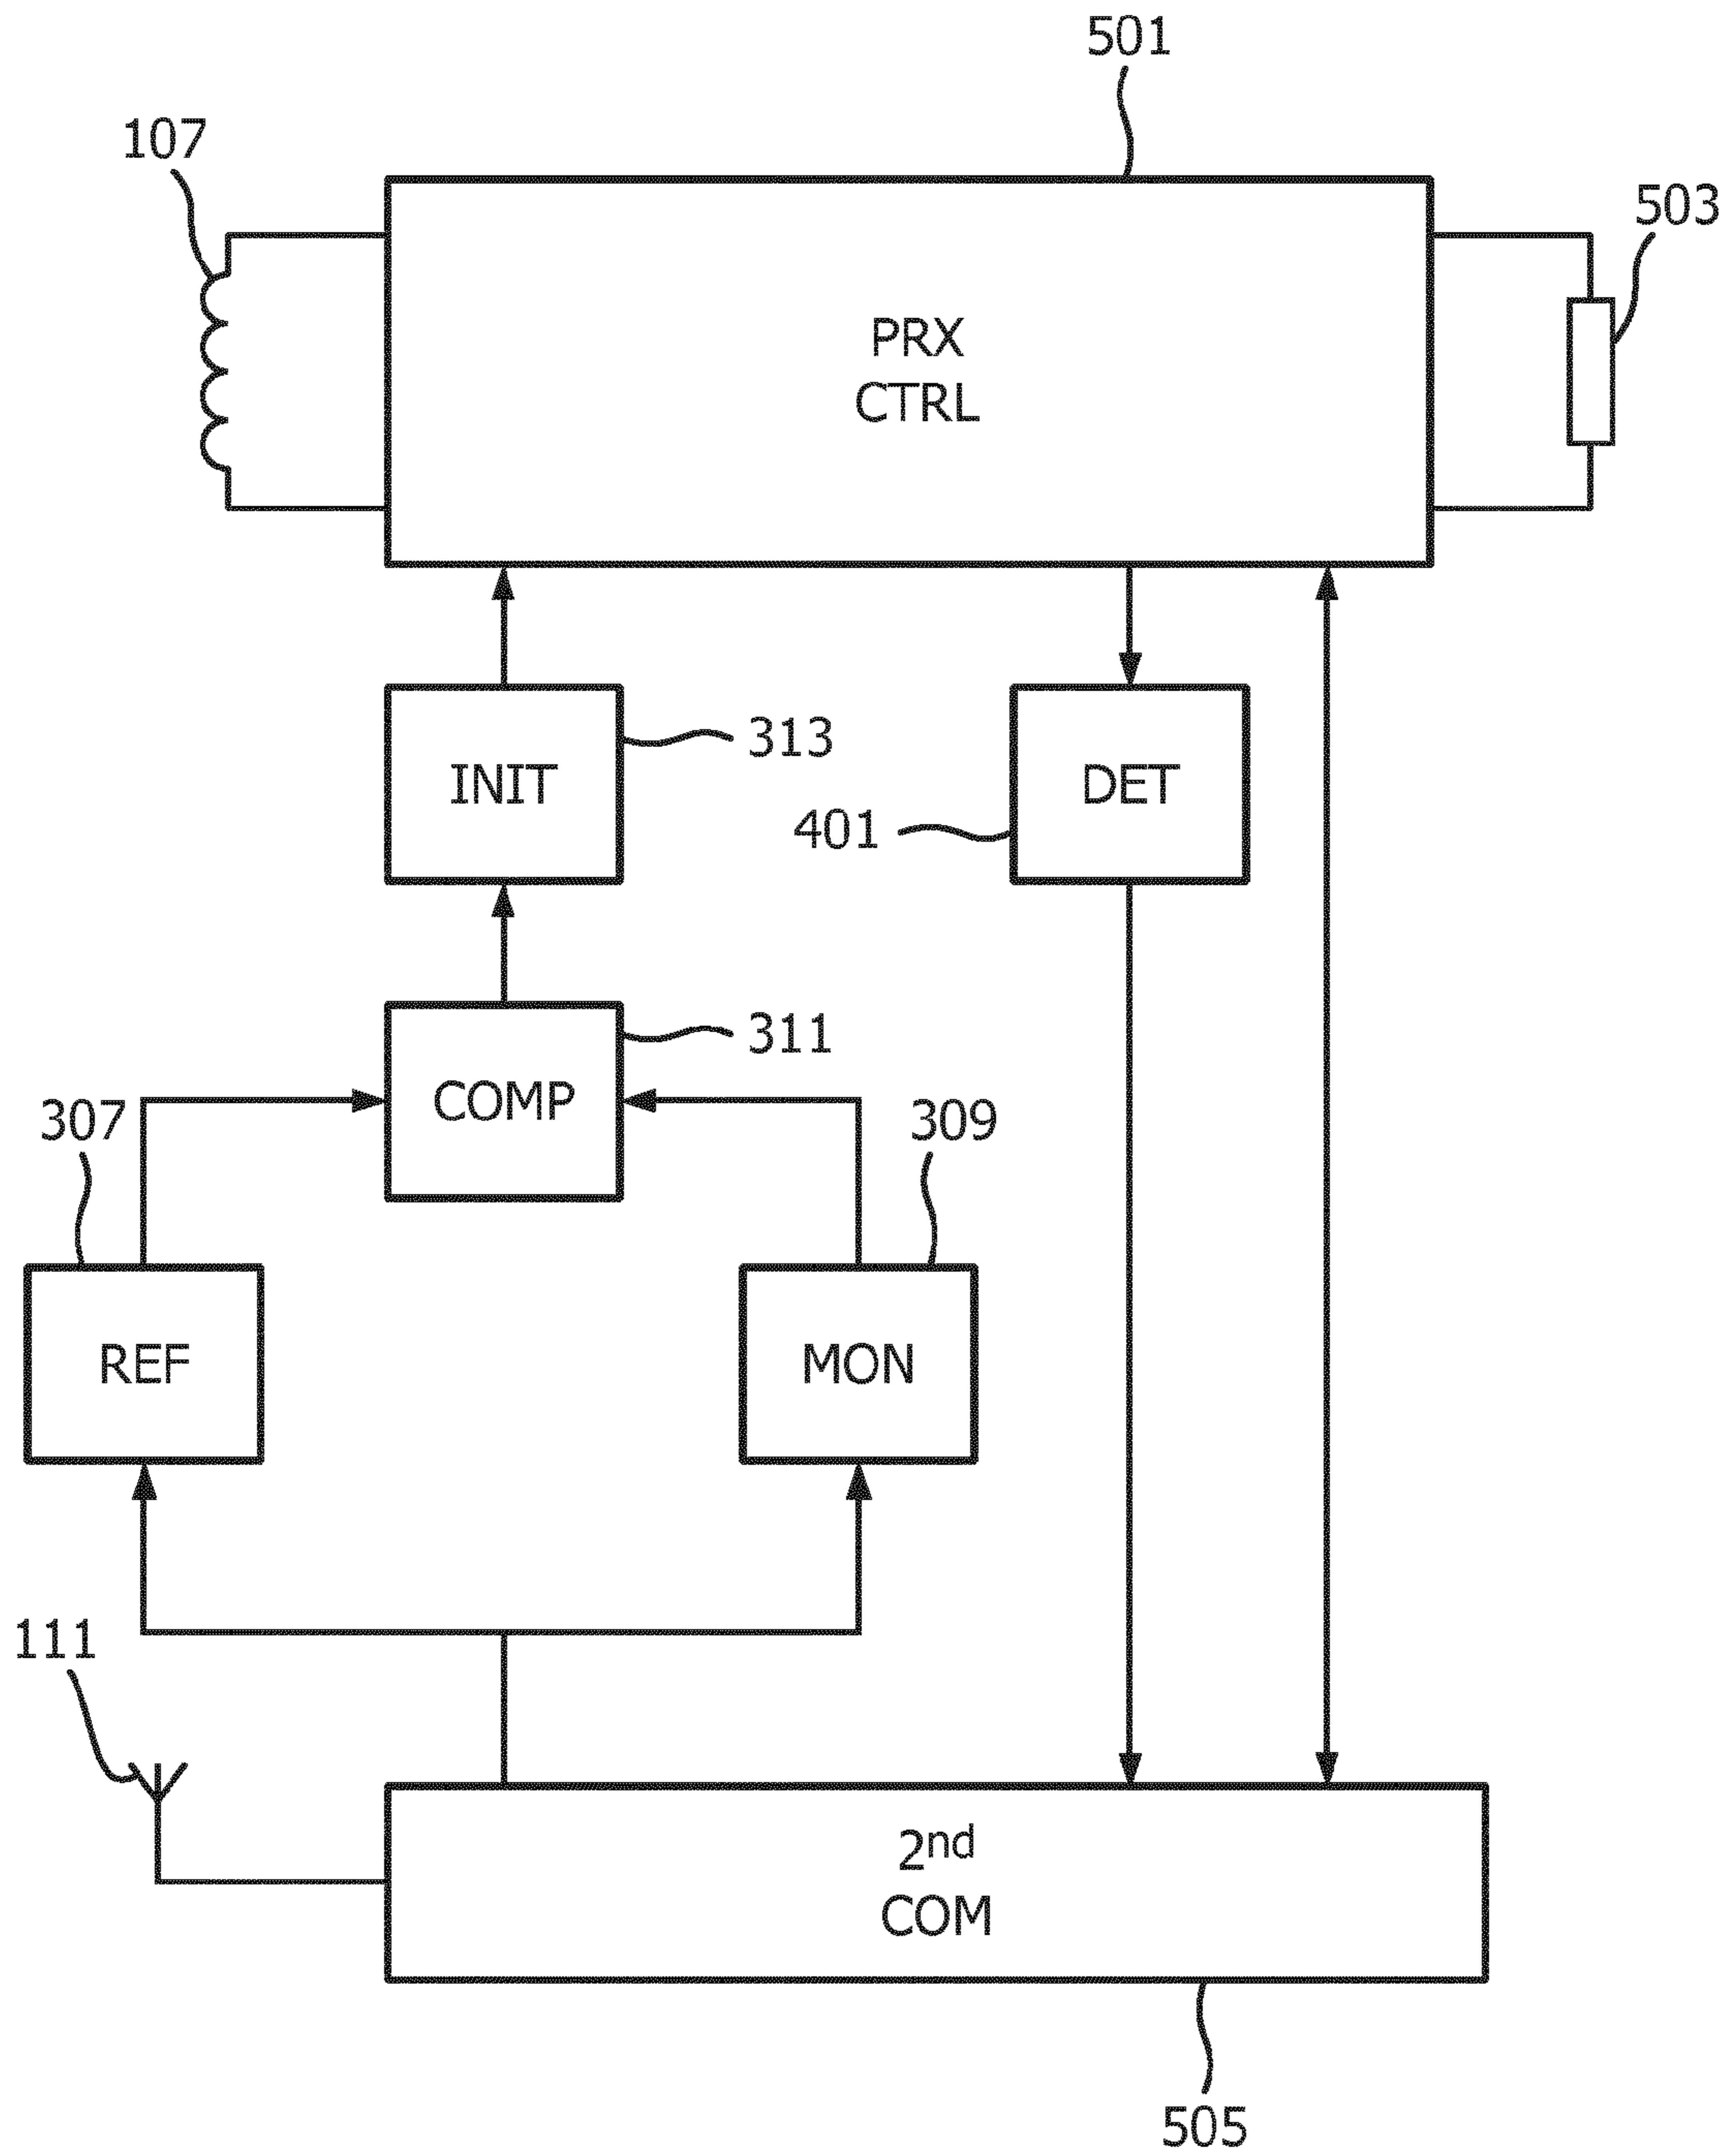 501
107
503
PRX
CTRL
313
INIT
DET
401
311
COMP
307
309
REF
MON
111
2nd
COM
505